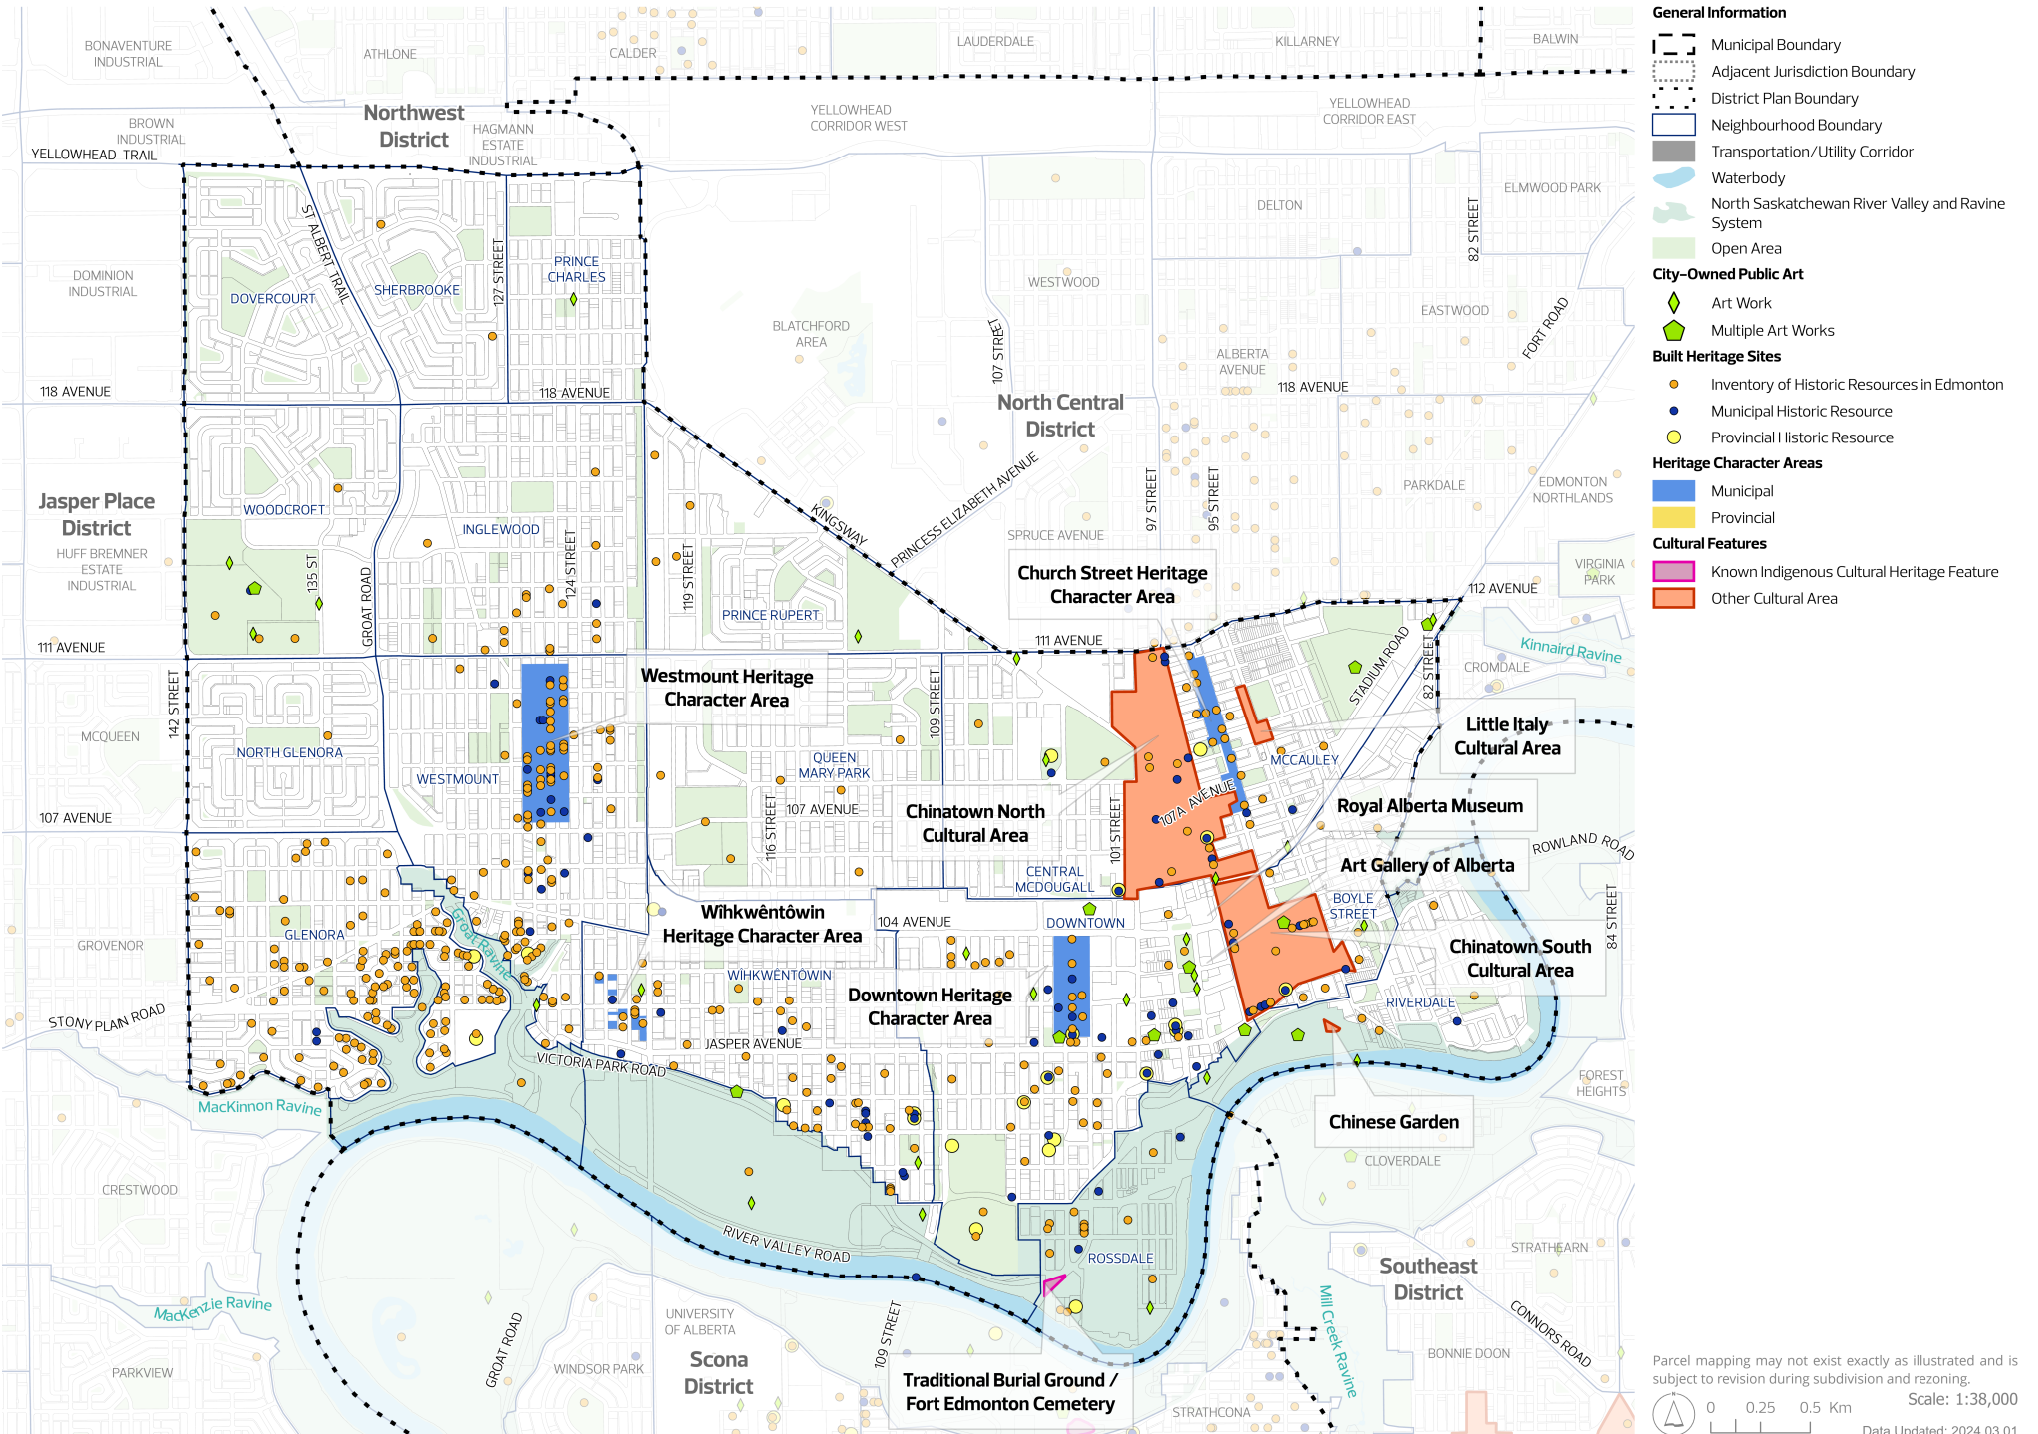 BONAVENTURE
INDUSTRIAL
ATHLONE
CALDER
LAUDERDALE
KILLARNEY
BALWIN
Northwest
District
BROWN
INDUSTRIAL
HAGMANN
ESTATE
INDUSTRIAL
YELLOWHEAD
CORRIDOR WEST
YELLOWHEAD
CORRIDOR EAST
YELLOWHEAD TRAIL
ELMWOOD PARK
DELTON
82 STREET
ST ALBERT TRAIL
127 STREET
PRINCE
CHARLES
DOMINION
INDUSTRIAL
DOVERCOURT
SHERBROOKE
WESTWOOD
EASTWOOD
FORT ROAD
BLATCHFORD
AREA
107 STREET
ALBERTA
AVENUE
118 AVENUE
118 AVENUE
118 AVENUE
North Central
District
Jasper Place
District
WOODCROFT
INGLEWOOD
KINGSWAY
PRINCESS ELIZABETH AVENUE
97 STREET
95 STREET
PARKDALE
EDMONTON
NORTHLANDS
SPRUCE AVENUE
HUFF BREMNER
ESTATE
INDUSTRIAL
135 ST
GROAT ROAD
124 STREET
119 STREET
PRINCE RUPERT
Church Street Heritage
Character Area
VIRGINIA
PARK
112 AVENUE
111 AVENUE
111 AVENUE
Kinnaird Ravine
CROMDALE
STADIUM ROAD
82 STREET
142 STREET
Westmount Heritage
Character Area
109 STREET
MCQUEEN
NORTH GLENORA
WESTMOUNT
QUEEN
MARY PARK
Little Italy
Cultural Area
MCCAULEY
107 AVENUE
107 AVENUE
116 STREET
Chinatown North
Cultural Area
101 STREET
107A AVENUE
Royal Alberta Museum
ROWLAND ROAD
Art Gallery of Alberta
CENTRAL
MCDOUGALL
BOYLE
STREET
84 STREET
GROVENOR
GLENORA
Groat Ravine
Wîhkwêntôwin
Heritage Character Area
104 AVENUE
DOWNTOWN
Chinatown South
Cultural Area
WÎHKWÊNTÔWIN
Downtown Heritage
Character Area
RIVERDALE
STONY PLAIN ROAD
JASPER AVENUE
VICTORIA PARK ROAD
MacKinnon Ravine
FOREST
HEIGHTS
Chinese Garden
CLOVERDALE
CRESTWOOD
RIVER VALLEY ROAD
ROSSDALE
STRATHEARN
Southeast
District
MacKenzie Ravine
UNIVERSITY
OF ALBERTA
109 STREET
GROAT ROAD
Mill Creek Ravine
CONNORS ROAD
PARKVIEW
WINDSOR PARK
Scona
District
BONNIE DOON
Traditional Burial Ground /
Fort Edmonton Cemetery
STRATHCONA
General Information
Municipal Boundary
Adjacent Jurisdiction Boundary
District Plan Boundary
Neighbourhood Boundary
Transportation/Utility Corridor
Waterbody
North Saskatchewan River Valley and Ravine
System
Open Area
City-Owned Public Art
Art Work
Multiple Art Works
Built Heritage Sites
Inventory of Historic Resources in Edmonton
Municipal Historic Resource
Provincial Historic Resource
Heritage Character Areas
Municipal
Provincial
Cultural Features
Known Indigenous Cultural Heritage Feature
Other Cultural Area
Parcel mapping may not exist exactly as illustrated and is
subject to revision during subdivision and rezoning.
Scale: 1:38,000
N
0 0.25 0.5 Km
Data Updated: 2024.03.01